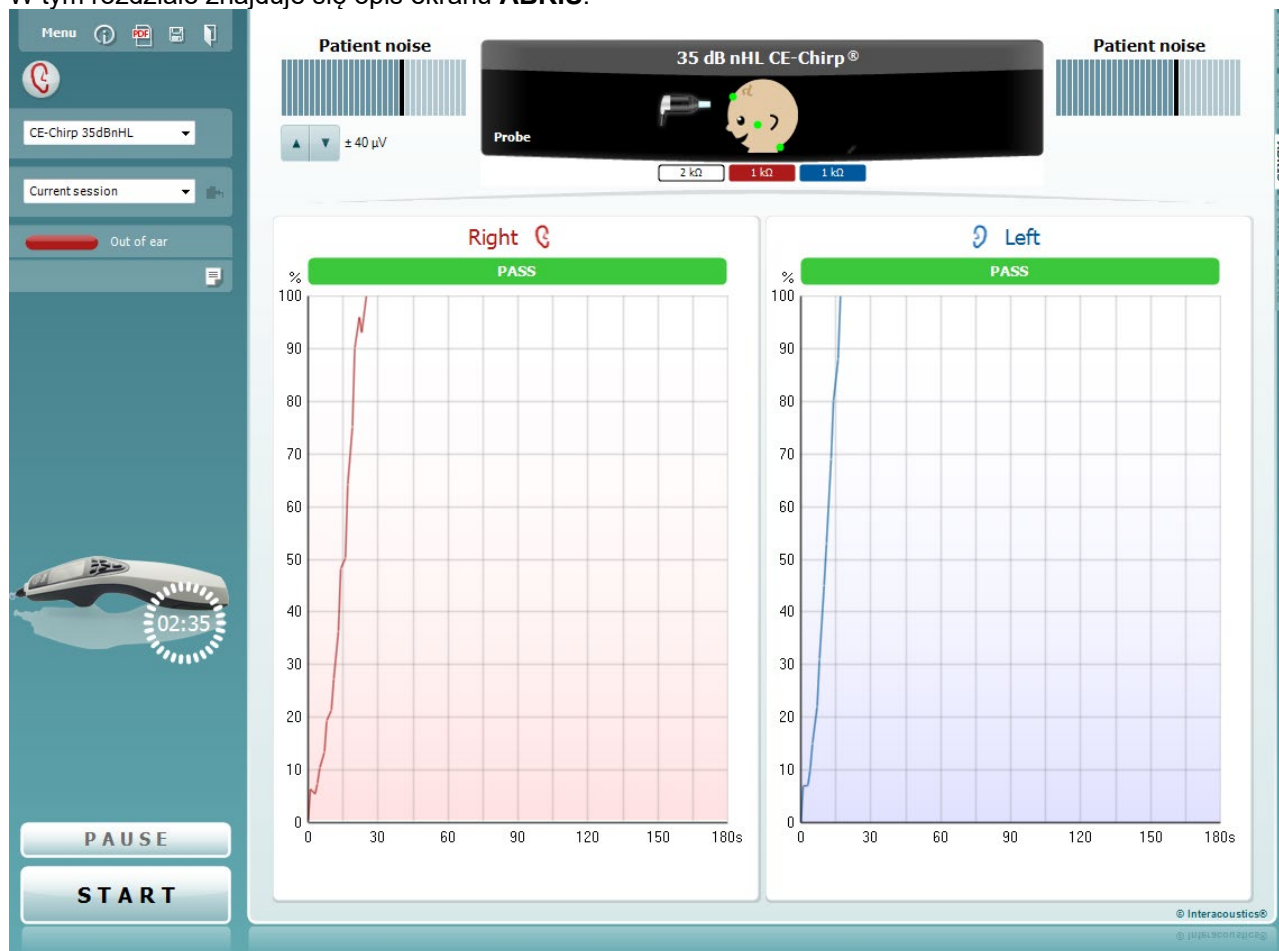 W tym rozdziale znajduje się opis ekranu ABRIS.
Menu
PDF
CE-Chirp 35dBnHL
Current session
Out of ear
02:35
PAUSE
START
Patient noise
± 40 µV
35 dB nHL CE-Chirp®
Probe
2 kΩ 1 kΩ 1 kΩ
Patient noise
Right
PASS
%
100
90
80
70
60
50
40
30
20
10
0
0 30 60 90 120 150 180s
Left
PASS
%
100
90
80
70
60
50
40
30
20
10
0
0 30 60 90 120 150 180s
© Interacoustics®